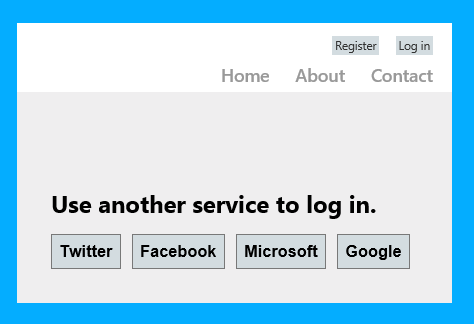 Register Log in
Home About Contact
Use another service to log in.
Twitter Facebook Microsoft Google